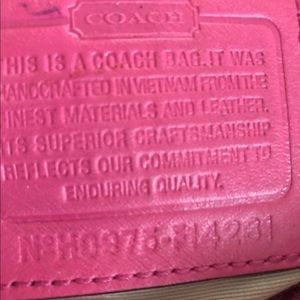 COACH
THIS IS A COACH BAG. IT WAS
HANDCRAFTED IN VIETNAM FROM THE
FINEST MATERIALS AND LEATHER.
ITS SUPERIOR CRAFTSMANSHIP
REFLECTS OUR COMMITMENT TO
ENDURING QUALITY.
Nº H0975-F14231